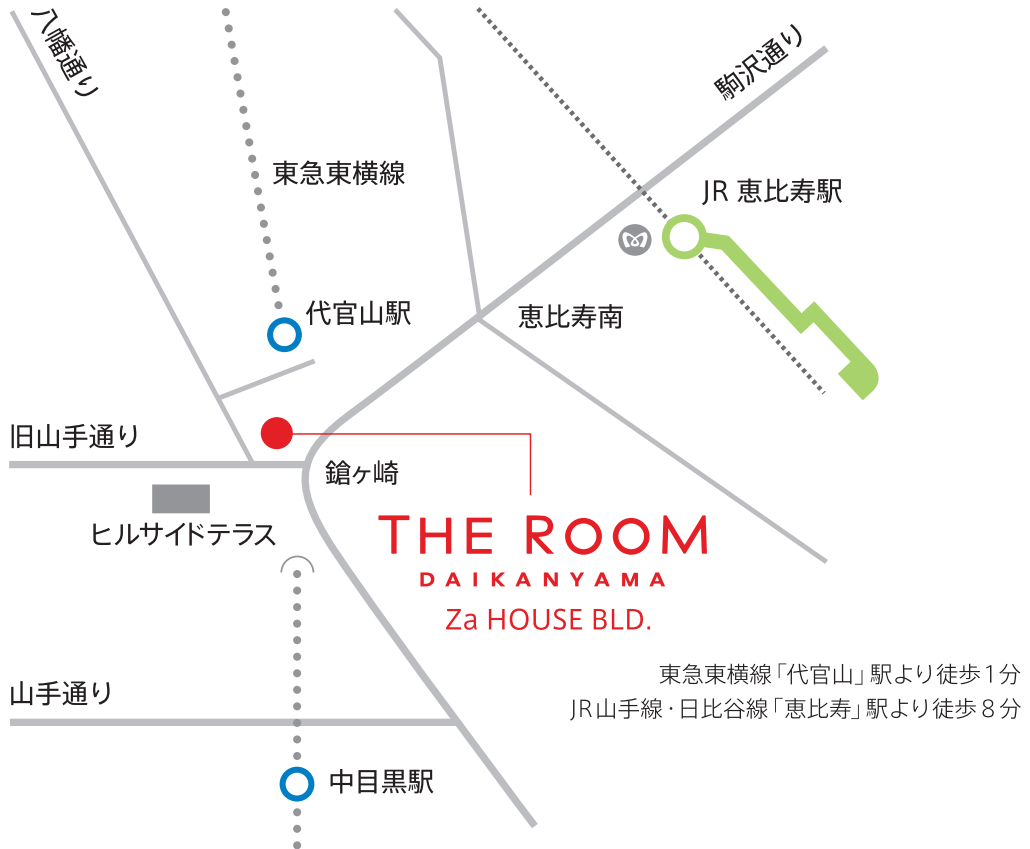 八幡通り
駒沢通り
東急東横線
JR 恵比寿駅
代官山駅
恵比寿南
旧山手通り
鎗ヶ崎
ヒルサイドテラス
THE ROOM
DAIKANYAMA
Za HOUSE BLD.
東急東横線「代官山」駅より徒歩1分
JR山手線・日比谷線「恵比寿」駅より徒歩8分
山手通り
中目黒駅